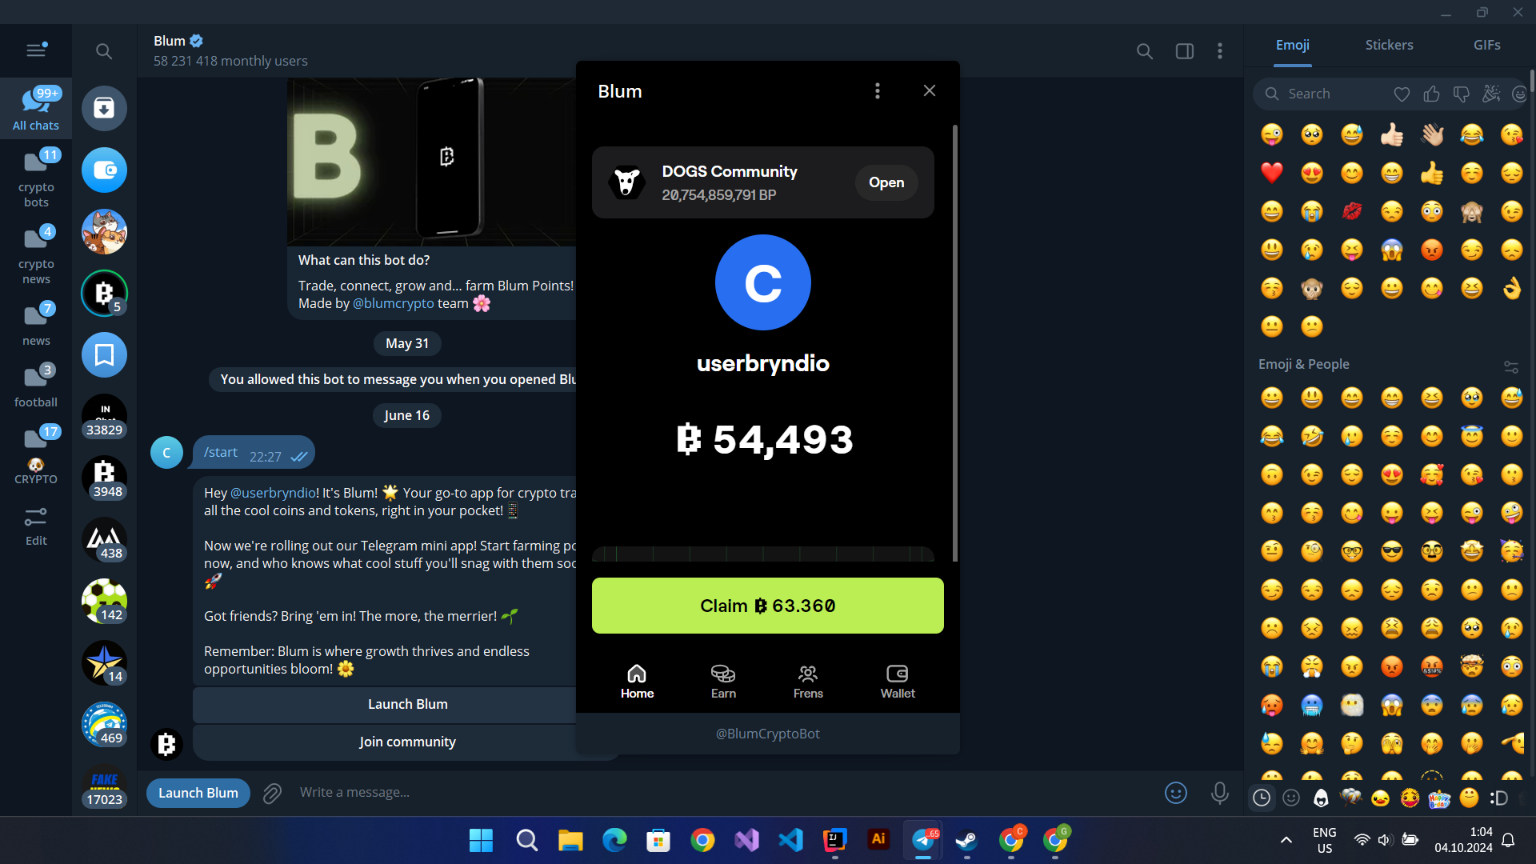 Blum
58 231 418 monthly users
99+
All chats
11
crypto
bots
4
crypto
news
7
news
3
football
17
CRYPTO
Edit
5
IN
33829
3948
438
142
14
469
FAKE
17023
What can this bot do?
Trade, connect, grow and... farm Blum Points!
Made by @blumcrypto team 🌸
May 31
You allowed this bot to message you when you opened Blu
June 16
C
/start 22:27
Hey @userbryndio! It's Blum! 🌟 Your go-to app for crypto tra
all the cool coins and tokens, right in your pocket! 📱
Now we're rolling out our Telegram mini app! Start farming po
now, and who knows what cool stuff you'll snag with them soo
🚀
Got friends? Bring 'em in! The more, the merrier! 🌱
Remember: Blum is where growth thrives and endless
opportunities bloom! 🌼
Launch Blum
Join community
Launch Blum
Write a message...
Blum
DOGS Community
20,754,859,791 BP
Open
C
userbryndio
54,493
Claim 63.360
Home
Earn
Frens
Wallet
@BlumCryptoBot
Emoji
Stickers
GIFs
Search
Emoji & People
:D
Ai
.65
C
G
ENG
US
1:04
04.10.2024